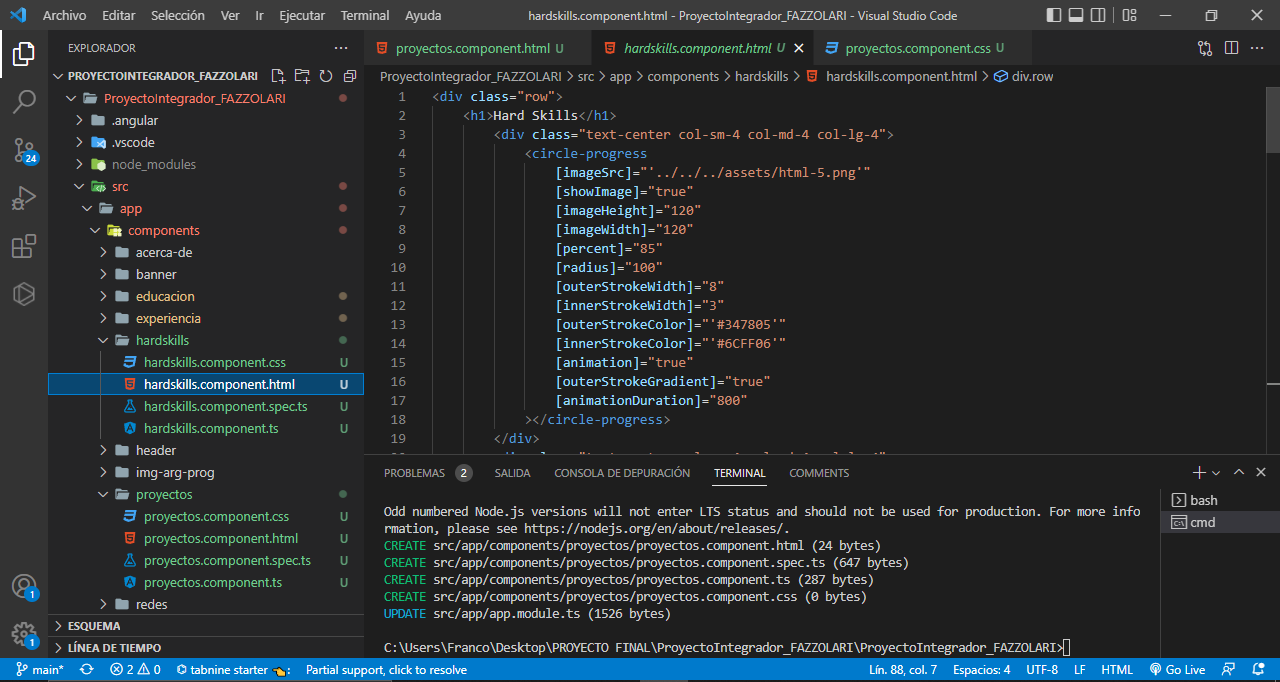 Archivo Editar Selección Ver Ir Ejecutar Terminal Ayuda hardskills.component.html - ProyectoIntegrador_FAZZOLARI - Visual Studio Code
EXPLORADOR
PROYECTOINTEGRADOR_FAZZOLARI
ProyectoIntegrador_FAZZOLARI
.angular
.vscode
node_modules
src
app
components
acerca-de
banner
educacion
experiencia
hardskills
hardskills.component.css U
hardskills.component.html U
hardskills.component.spec.ts U
hardskills.component.ts U
header
img-arg-prog
proyectos
proyectos.component.css U
proyectos.component.html U
proyectos.component.spec.ts U
proyectos.component.ts U
redes
ESQUEMA
LÍNEA DE TIEMPO
24
1
1
proyectos.component.html U hardskills.component.html U proyectos.component.css U
ProyectoIntegrador_FAZZOLARI > src > app > components > hardskills > hardskills.component.html > div.row
1 <div class="row">
2 <h1>Hard Skills</h1>
3 <div class="text-center col-sm-4 col-md-4 col-lg-4">
4 <circle-progress
5 [imageSrc]="'../../../assets/html-5.png'"
6 [showImage]="true"
7 [imageHeight]="120"
8 [imageWidth]="120"
9 [percent]="85"
10 [radius]="100"
11 [outerStrokeWidth]="8"
12 [innerStrokeWidth]="3"
13 [outerStrokeColor]="'#347805'"
14 [innerStrokeColor]="'#6CFF06'"
15 [animation]="true"
16 [outerStrokeGradient]="true"
17 [animationDuration]="800"
18 ></circle-progress>
19 </div>
PROBLEMAS 2 SALIDA CONSOLA DE DEPURACIÓN TERMINAL COMMENTS
bash
cmd
Odd numbered Node.js versions will not enter LTS status and should not be used for production. For more info
rmation, please see https://nodejs.org/en/about/releases/.
CREATE src/app/components/proyectos/proyectos.component.html (24 bytes)
CREATE src/app/components/proyectos/proyectos.component.spec.ts (647 bytes)
CREATE src/app/components/proyectos/proyectos.component.ts (287 bytes)
CREATE src/app/components/proyectos/proyectos.component.css (0 bytes)
UPDATE src/app/app.module.ts (1526 bytes)
C:\Users\Franco\Desktop\PROYECTO FINAL\ProyectoIntegrador_FAZZOLARI\ProyectoIntegrador_FAZZOLARI>
main* 2 0 tabnine starter : Partial support, click to resolve Lín. 88, col. 7 Espacios: 4 UTF-8 LF HTML Go Live